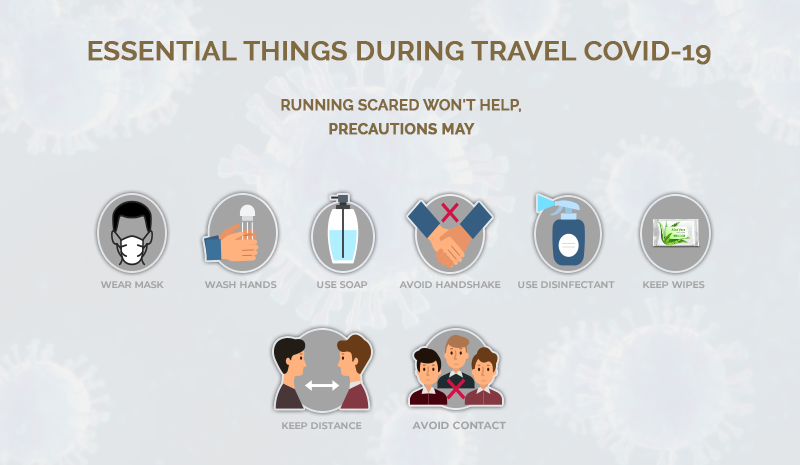 ESSENTIAL THINGS DURING TRAVEL COVID-19
RUNNING SCARED WON'T HELP,
PRECAUTIONS MAY
WEAR MASK
WASH HANDS
USE SOAP
AVOID HANDSHAKE
USE DISINFECTANT
KEEP WIPES
KEEP DISTANCE
AVOID CONTACT